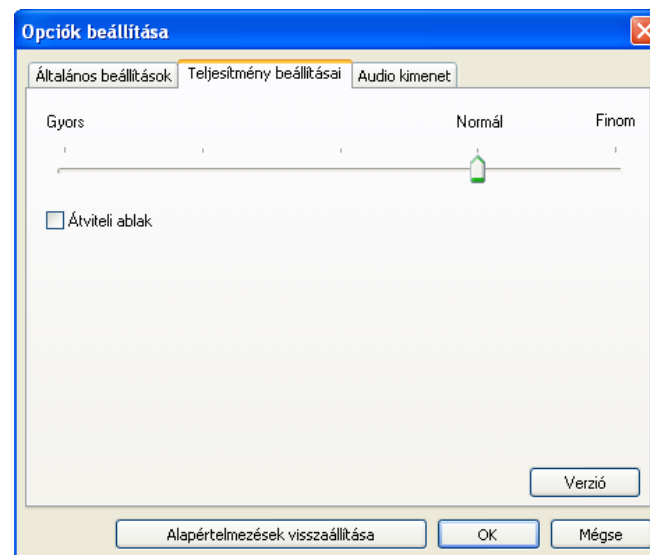 Opciók beállítása
Általános beállítások Teljesítmény beállításai Audio kimenet
Gyors Normál Finom
Átviteli ablak
Verzió
Alapértelmezések visszaállítása OK Mégse